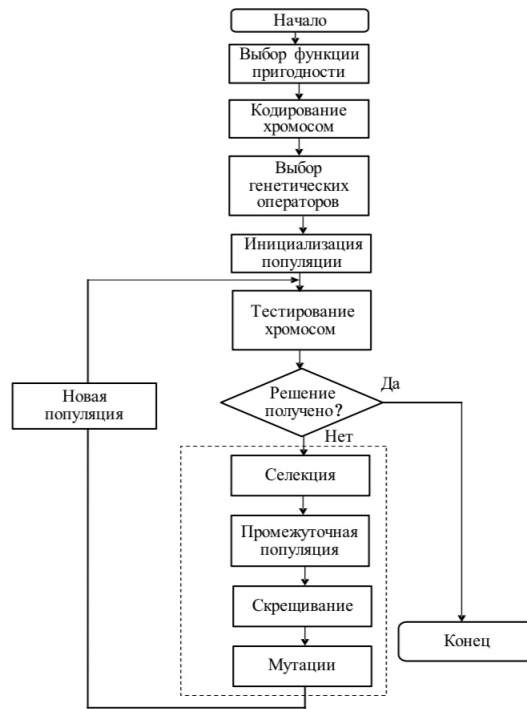 Начало
Выбор функции
пригодности
Кодирование
хромосом
Выбор
генетических
операторов
Инициализация
популяции
Тестирование
хромосом
Решение
получено?
Да
Новая
популяция
Нет
Селекция
Промежуточная
популяция
Скрещивание
Мутации
Конец